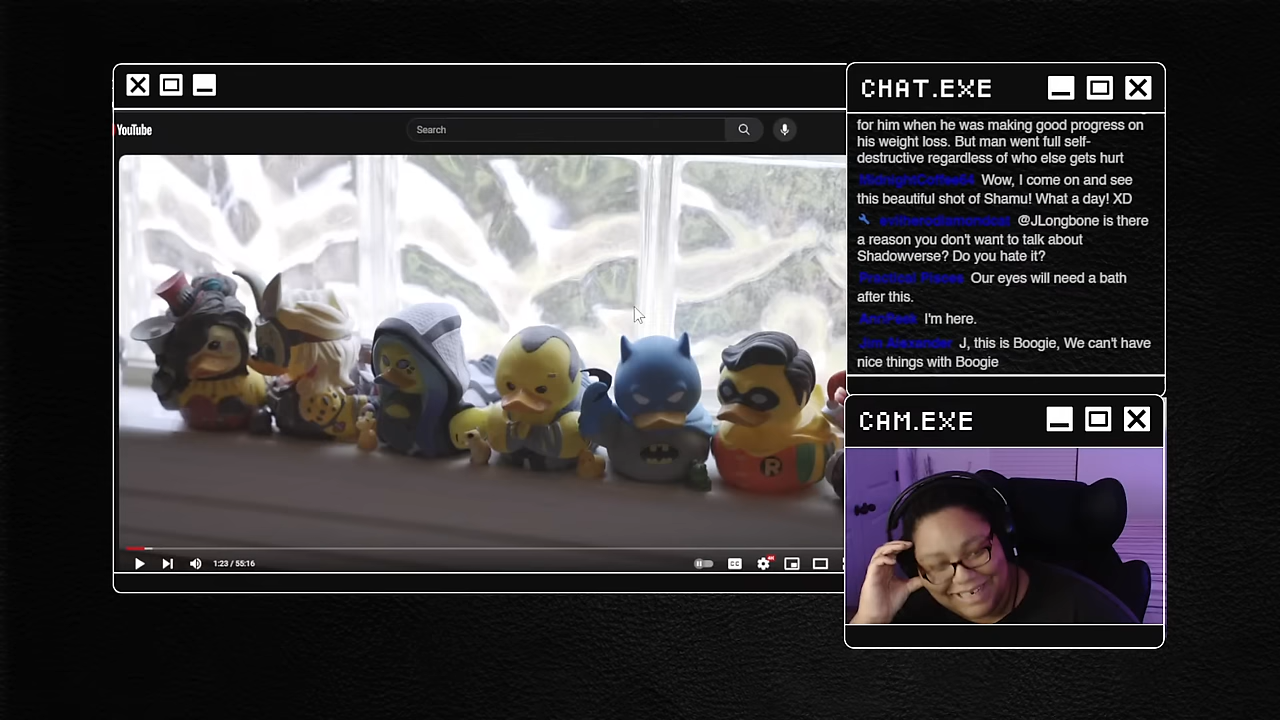 YouTube
Search
1:23 / 55:16
CC
R
CHAT.EXE
for him when he was making good progress on
his weight loss. But man went full self-
destructive regardless of who else gets hurt
MidnightCoffee64 Wow, I come on and see
this beautiful shot of Shamu! What a day! XD
@JLongbone is there
a reason you don't want to talk about
Shadowverse? Do you hate it?
Our eyes will need a bath
after this.
I'm here.
Jon Alexander J, this is Boogie, We can't have
nice things with Boogie
CAM.EXE